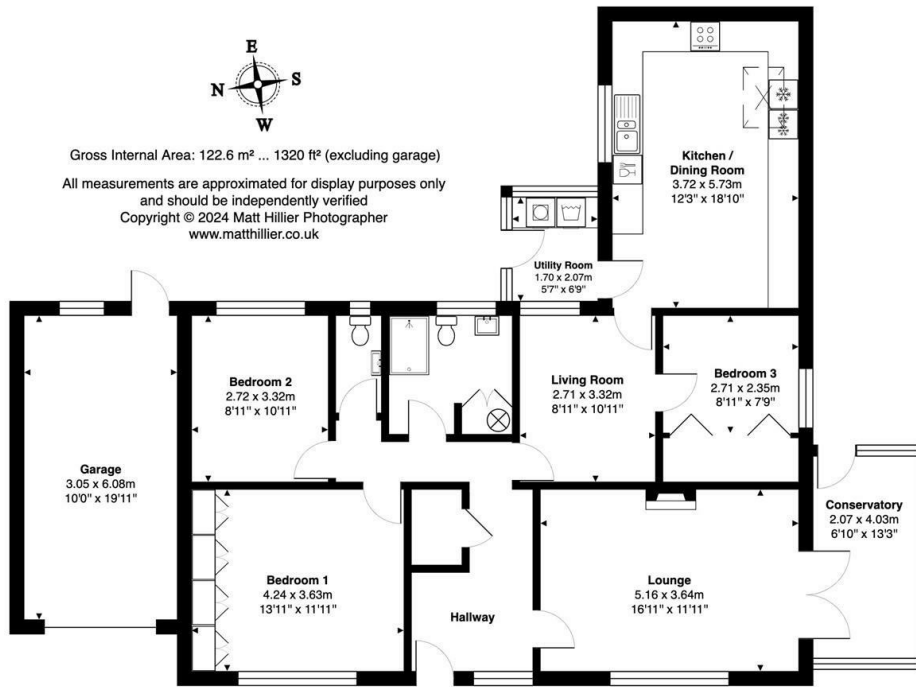 E
N
S
W
Gross Internal Area: 122.6 m² ... 1320 ft² (excluding garage)
All measurements are approximated for display purposes only
and should be independently verified
Copyright © 2024 Matt Hillier Photographer
www.matthillier.co.uk
Kitchen /
Dining Room
3.72 x 5.73m
12'3" x 18'10"
Utility Room
1.70 x 2.07m
5'7" x 6'9"
Bedroom 2
2.72 x 3.32m
8'11" x 10'11"
Living Room
2.71 x 3.32m
8'11" x 10'11"
Bedroom 3
2.71 x 2.35m
8'11" x 7'9"
Garage
3.05 x 6.08m
10'0" x 19'11"
Conservatory
2.07 x 4.03m
6'10" x 13'3"
Bedroom 1
4.24 x 3.63m
13'11" x 11'11"
Hallway
Lounge
5.16 x 3.64m
16'11" x 11'11"